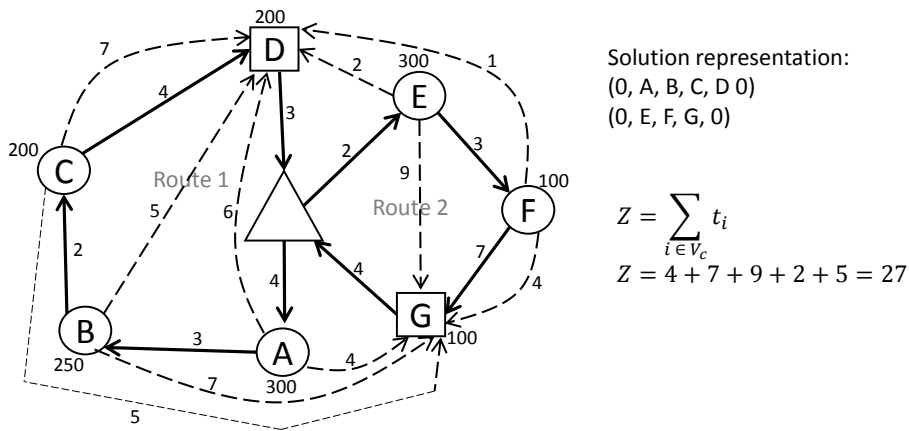 200
D
7
4
3
2
300
E
1
3
200
C
Route 1
5
6
2
9
Route 2
100
F
2
4
4
7
4
B
250
3
A
300
4
G
100
7
5
Solution representation:
(0, A, B, C, D 0)
(0, E, F, G, 0)
Z = ∑ i ∈ V_c t_i
Z = 4 + 7 + 9 + 2 + 5 = 27